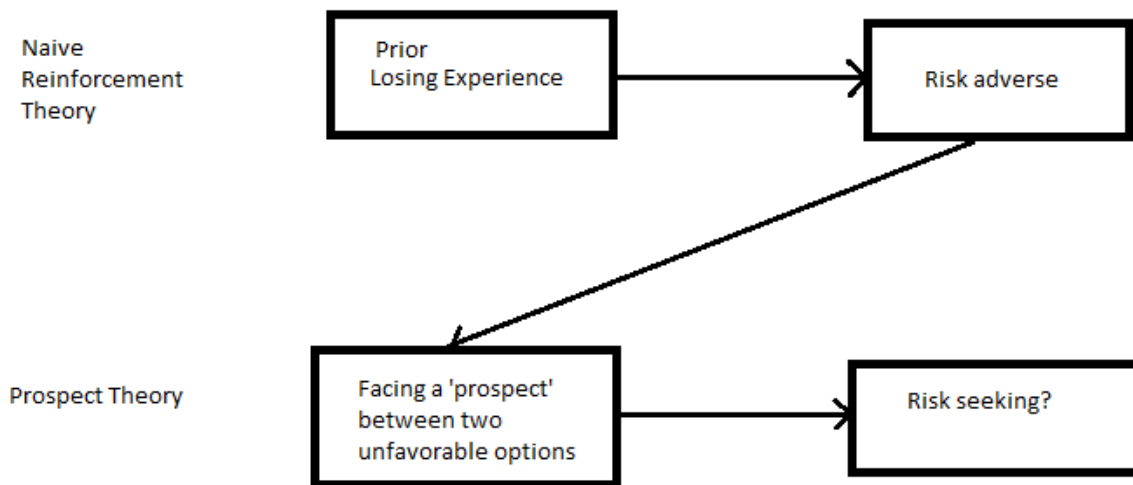 Naive
Reinforcement
Theory
Prior
Losing Experience
Risk adverse
Prospect Theory
Facing a 'prospect'
between two
unfavorable options
Risk seeking?